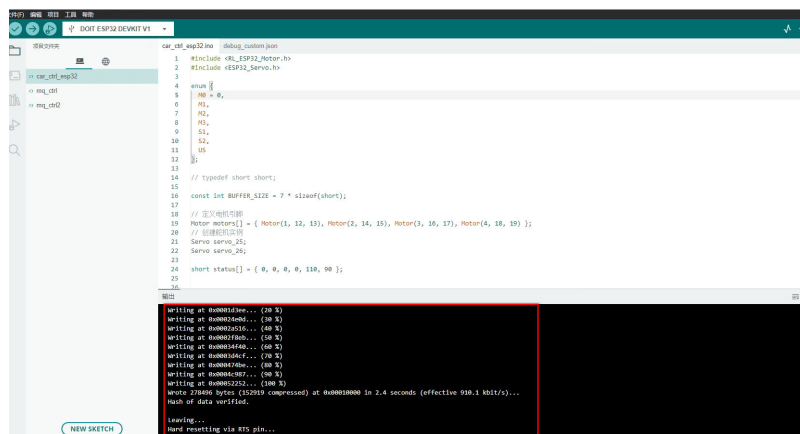 文件(F) 编辑 项目 工具 帮助
DOIT ESP32 DEVKIT V1
项目文件夹
car_ctrl_esp32
mq_ctrl
mq_ctrl2
NEW SKETCH
car_ctrl_esp32.ino debug_custom.json
1 #include <RL_ESP32_Motor.h>
2 #include <ESP32_Servo.h>
3
4 enum {
5 M0 = 0,
6 M1,
7 M2,
8 M3,
9 S1,
10 S2,
11 US
12 };
13
14 // typedef short short;
15
16 const int BUFFER_SIZE = 7 * sizeof(short);
17
18 // 定义电机引脚
19 Motor motors[] = { Motor(1, 12, 13), Motor(2, 14, 15), Motor(3, 16, 17), Motor(4, 18, 19) };
20 // 创建舵机实例
21 Servo servo_25;
22 Servo servo_26;
23
24 short status[] = { 0, 0, 0, 0, 110, 90 };
25
26
输出
Writing at 0x0001d3ee... (20 %)
Writing at 0x00024e0d... (30 %)
Writing at 0x0002a516... (40 %)
Writing at 0x0002f8eb... (50 %)
Writing at 0x00034f40... (60 %)
Writing at 0x0003d4cf... (70 %)
Writing at 0x000474be... (80 %)
Writing at 0x0004c987... (90 %)
Writing at 0x00052252... (100 %)
Wrote 278496 bytes (152919 compressed) at 0x00010000 in 2.4 seconds (effective 910.1 kbit/s)...
Hash of data verified.
Leaving...
Hard resetting via RTS pin...